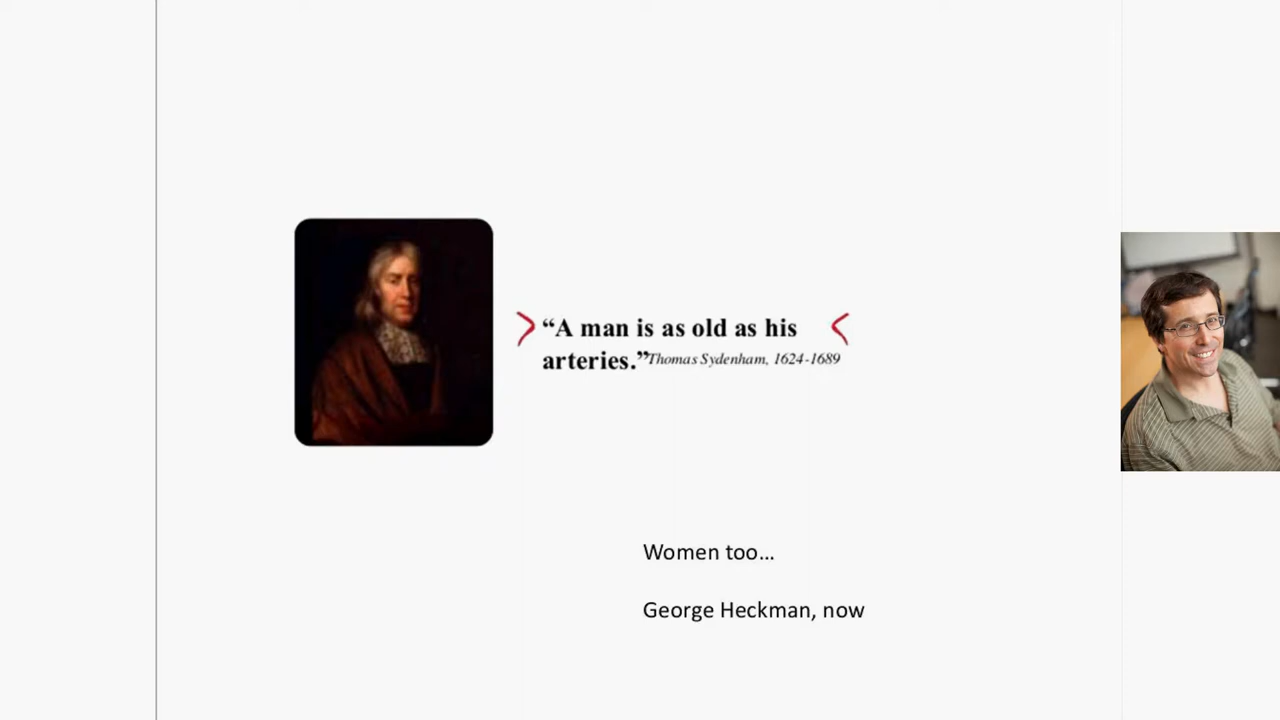 “A man is as old as his
arteries.”Thomas Sydenham, 1624-1689
Women too…
George Heckman, now